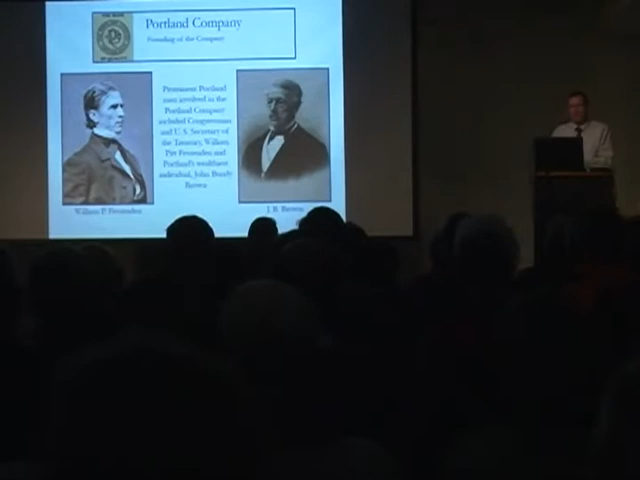 Portland Company
Founding of the Company
Prominent Portland
men involved in the
Portland Company
included Congressman
and U.S. Secretary of
the Treasury, William
Pitt Fessenden and
Portland's wealthiest
individual, John Bundy
Brown
William P. Fessenden
J. B. Brown